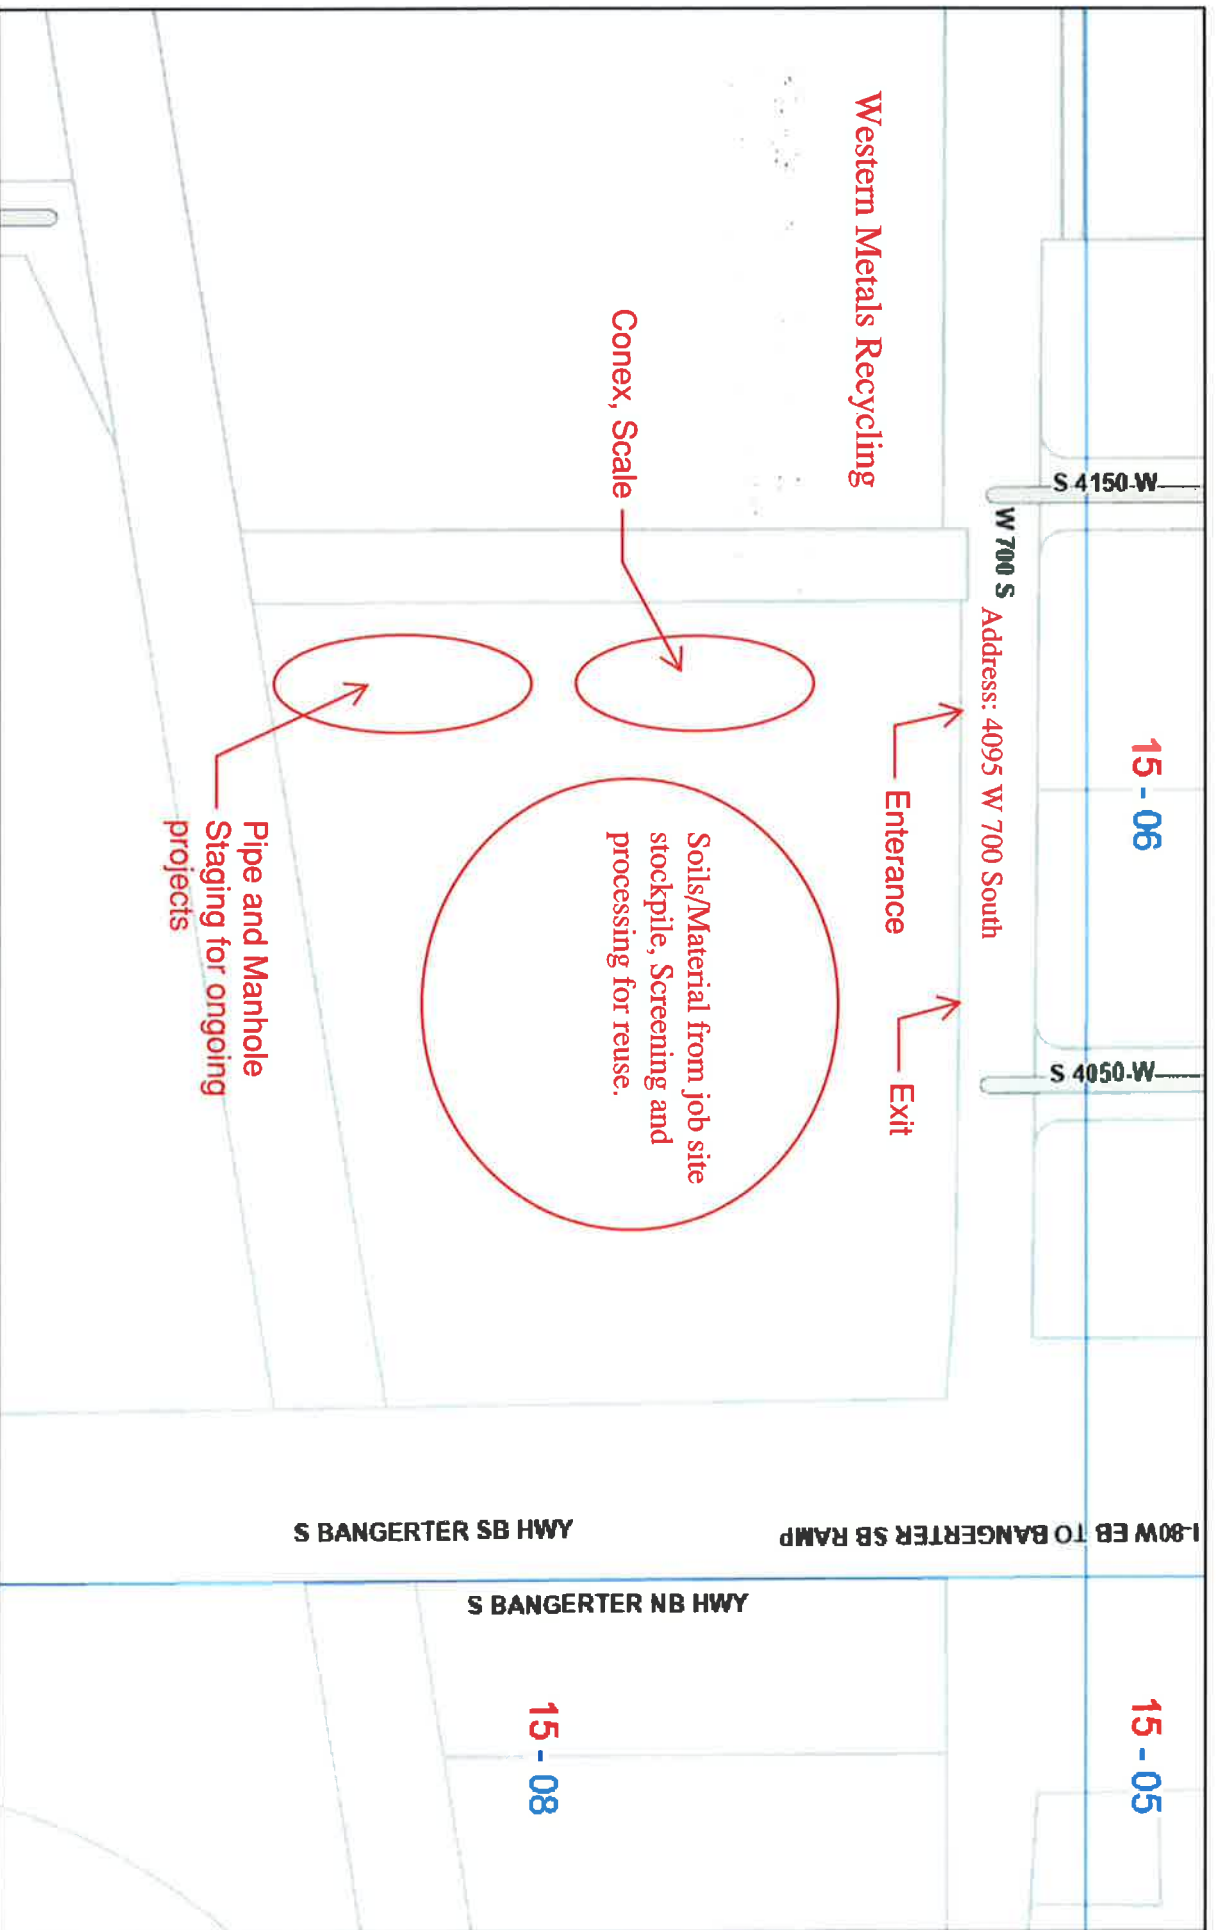 15 - 06
15 - 05
S 4150 W
S 4050 W
W 700 S
Address: 4095 W 700 South
Western Metals Recycling
Enterance
Exit
Conex, Scale
Soils/Material from job site
stockpile, Screening and
processing for reuse.
Pipe and Manhole
Staging for ongoing
projects
I-80W EB TO BANGERTER SB RAMP
S BANGERTER SB HWY
S BANGERTER NB HWY
15 - 08